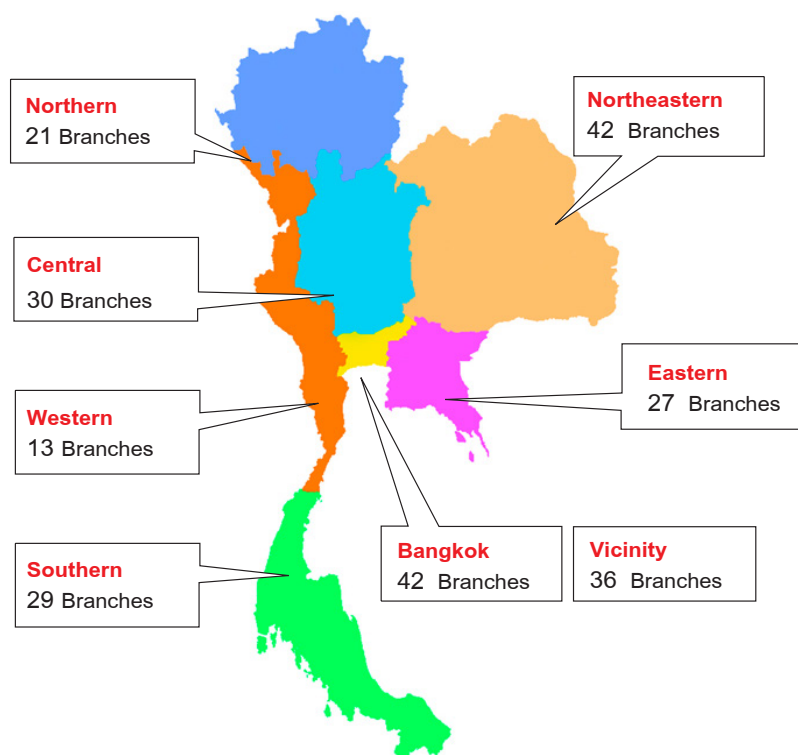 Northern
21 Branches
Northeastern
42 Branches
Central
30 Branches
Eastern
27 Branches
Western
13 Branches
Bangkok
42 Branches
Vicinity
36 Branches
Southern
29 Branches